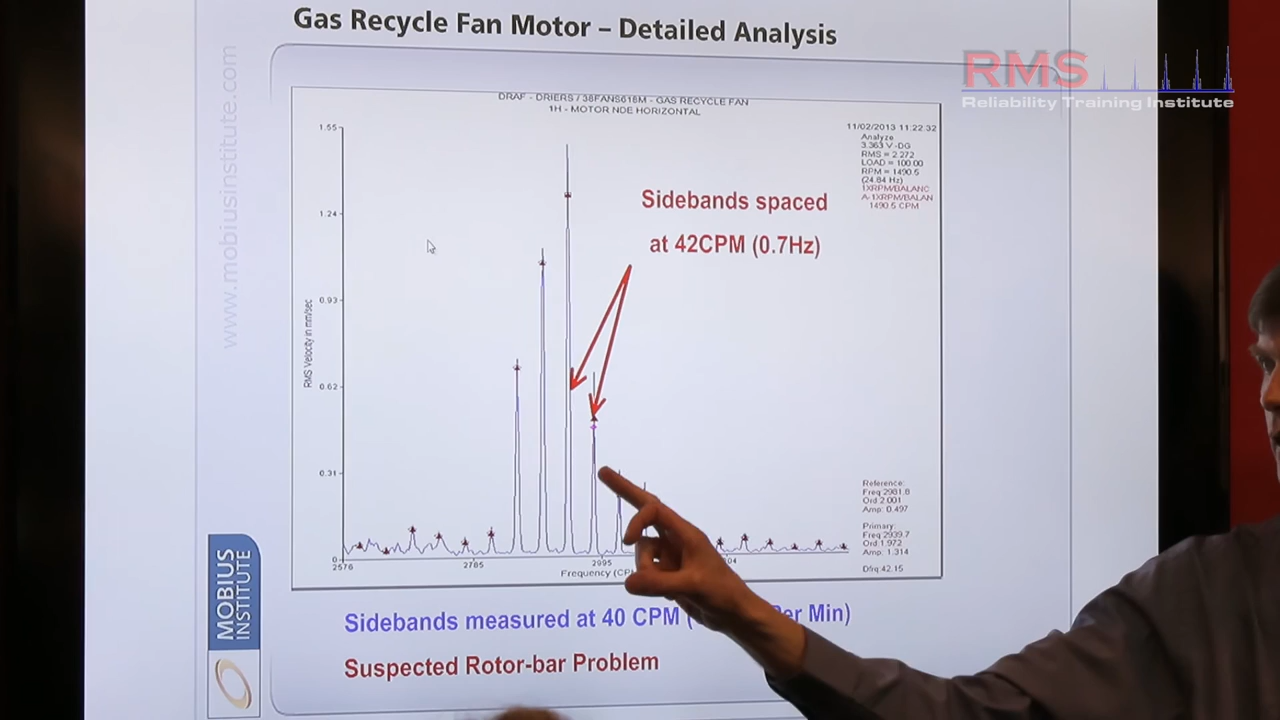 Gas Recycle Fan Motor – Detailed Analysis
RMS
Reliability Training Institute
www.mobiusinstitute.com
DRAF - DRIERS / 38FANS618M - GAS RECYCLE FAN
1H - MOTOR NDE HORIZONTAL
11/02/2013 11:22:32
Analyze
3.363 V-DG
RMS = 2.272
LOAD = 100.00
RPM = 1490.5
(24.84 Hz)
1XRPM/BALANC
A-1XRPM/BALAN
1490.5 CPM
1.55
1.24
0.93
0.62
0.31
0
RMS Velocity in mm/sec
Sidebands spaced
at 42CPM (0.7Hz)
Reference:
Freq 2981.8
Ord 2.001
Amp: 0.497
Primary:
Freq 2939.7
Ord 1.972
Amp: 1.314
Dfrq: 42.15
2576
2785
2995
04
Frequency
Sidebands measured at 40 CPM Per Min)
Suspected Rotor-bar Problem
MOBIUS
INSTITUTE